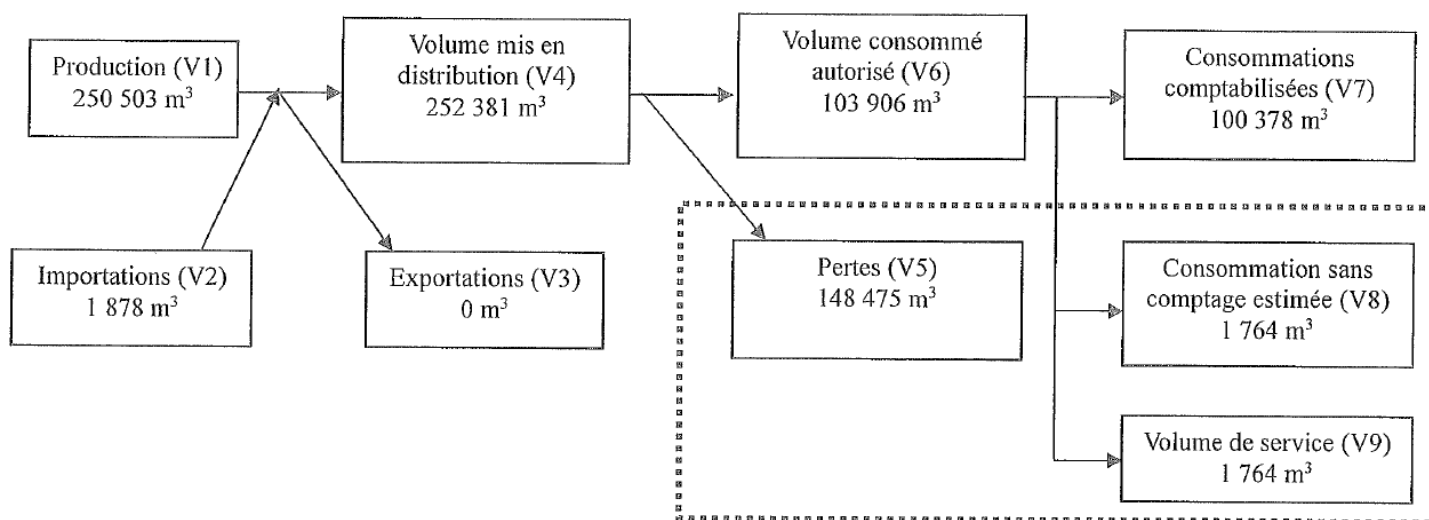 Production (V1)
250 503 m³
Volume mis en
distribution (V4)
252 381 m³
Volume consommé
autorisé (V6)
103 906 m³
Consommations
comptabilisées (V7)
100 378 m³
Importations (V2)
1 878 m³
Exportations (V3)
0 m³
Pertes (V5)
148 475 m³
Consommation sans
comptage estimée (V8)
1 764 m³
Volume de service (V9)
1 764 m³